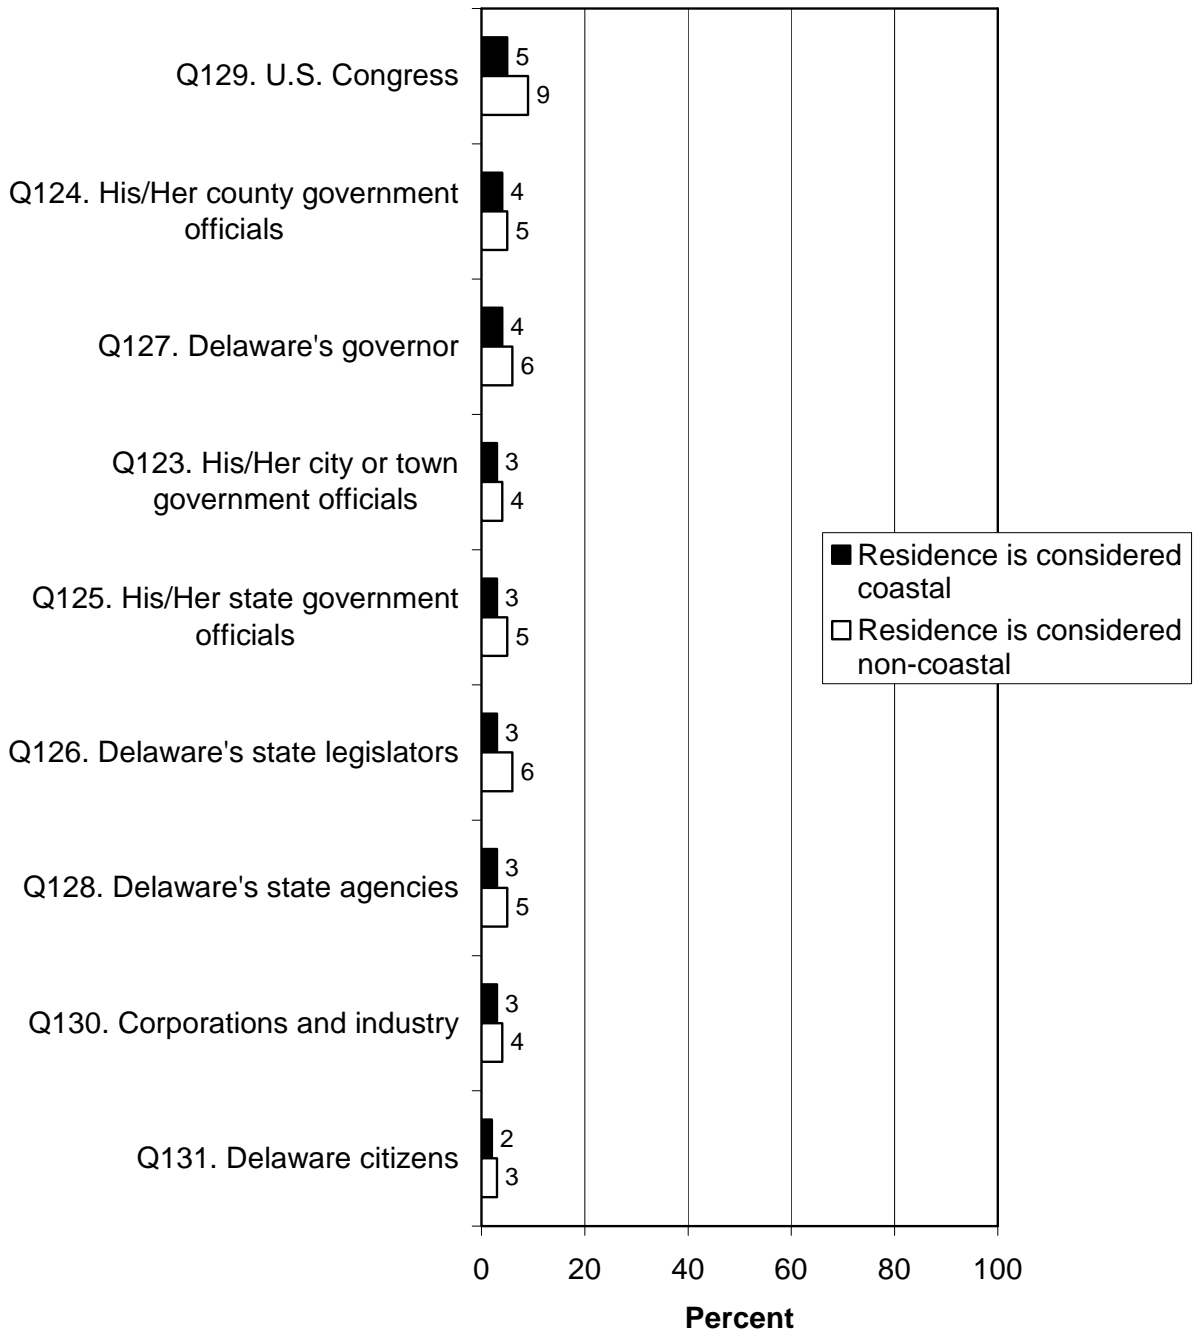 Q129. U.S. Congress
5
9
Q124. His/Her county government
officials
4
5
Q127. Delaware's governor
4
6
Q123. His/Her city or town
government officials
3
4
Q125. His/Her state government
officials
3
5
Q126. Delaware's state legislators
3
6
Q128. Delaware's state agencies
3
5
Q130. Corporations and industry
3
4
Q131. Delaware citizens
2
3
Residence is considered
coastal
Residence is considered
non-coastal
0 20 40 60 80 100
Percent